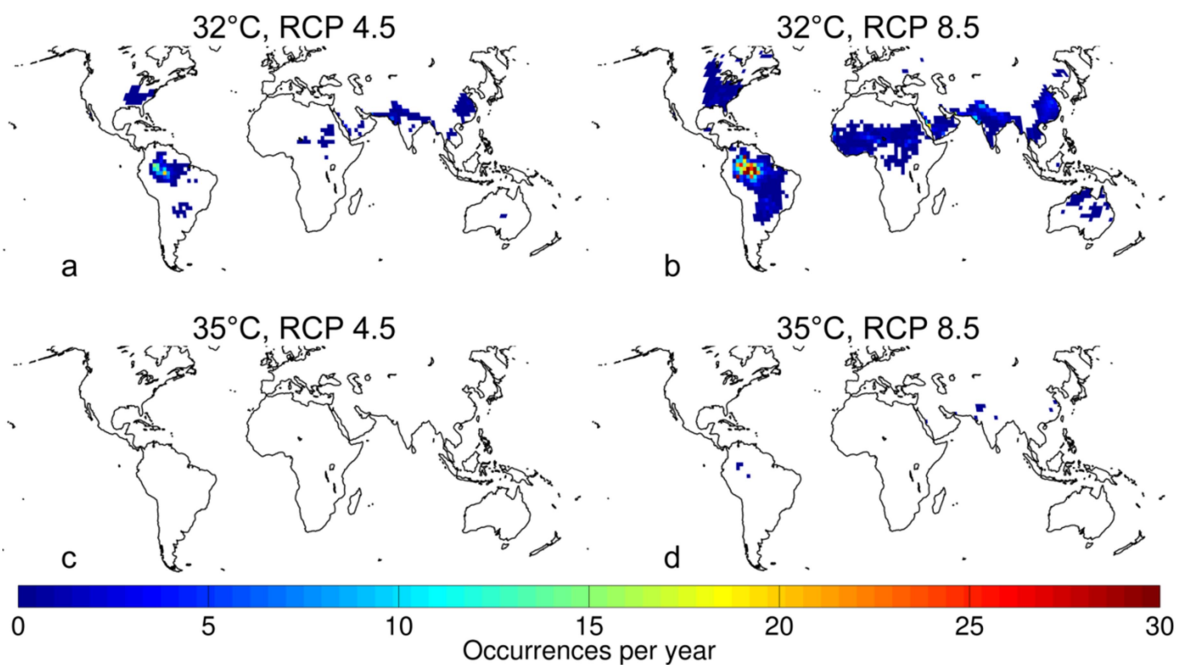 32°C, RCP 4.5
32°C, RCP 8.5
a
b
35°C, RCP 4.5
35°C, RCP 8.5
c
d
0 5 10 15 20 25 30
Occurrences per year